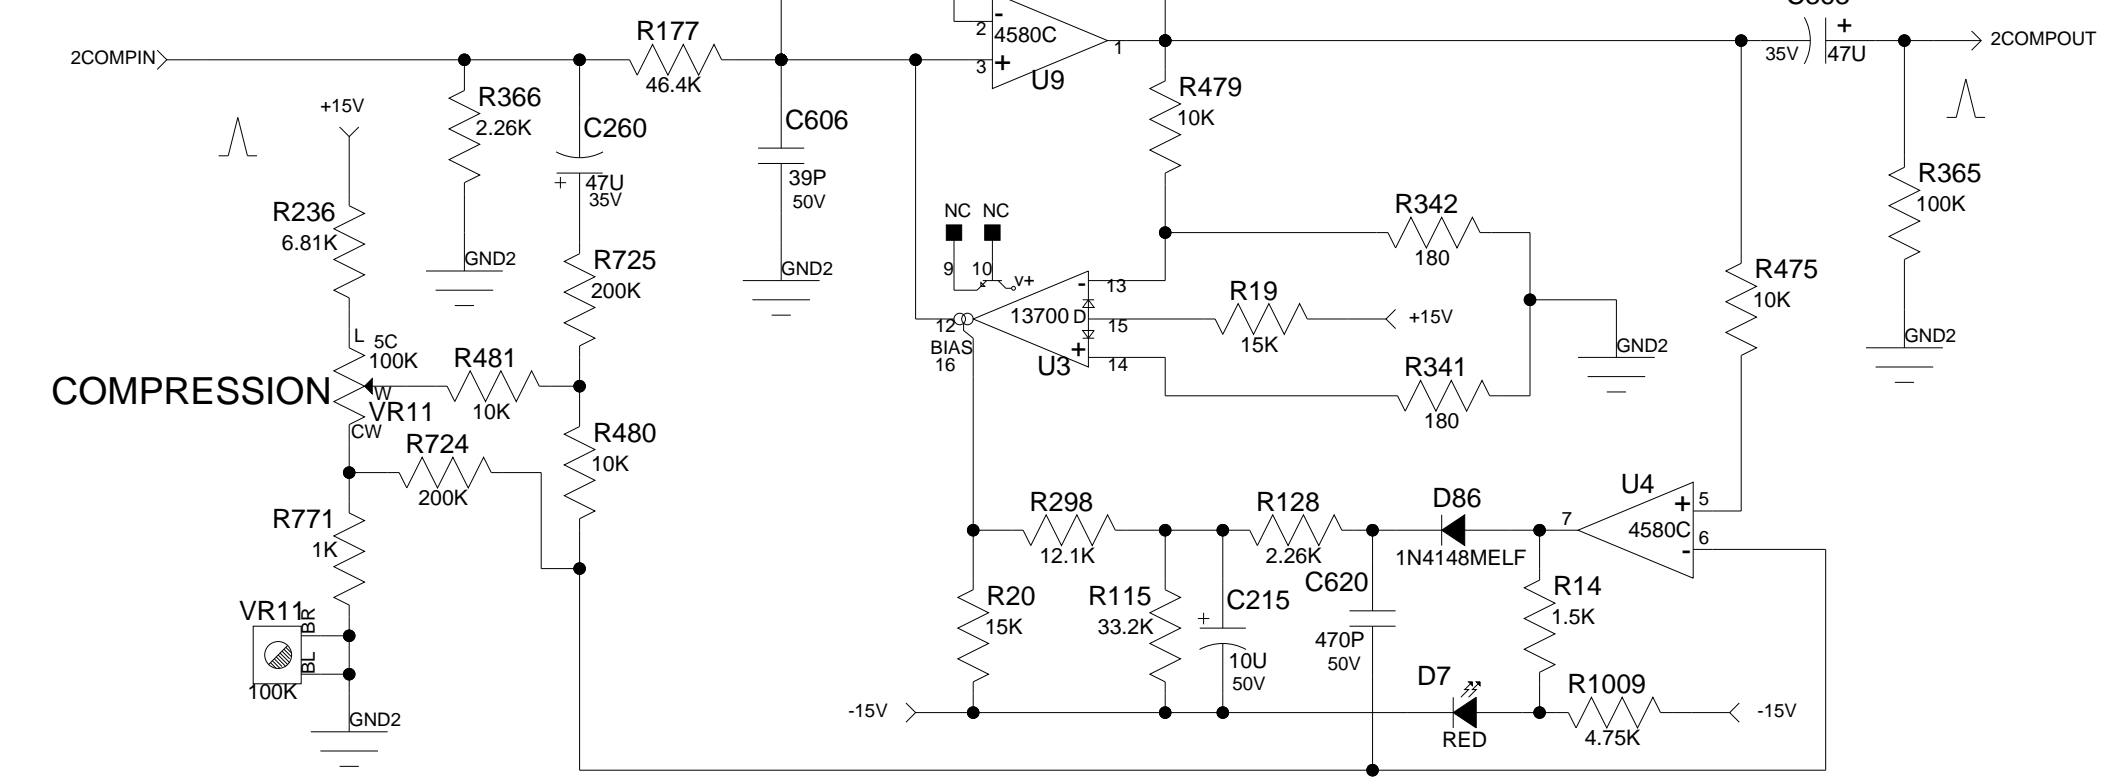 2COMPIN
R177
46.4K
-
2
4580C
1
3
+
U9
+
35V
47U
2COMPOUT
R366
2.26K
+15V
C260
+
47U
35V
C606
39P
50V
R479
10K
R365
100K
GND2
R236
6.81K
GND2
R725
200K
GND2
NC
NC
9
10
V+
R342
180
R475
10K
-
13
13700
D
15
12
BIAS
16
+
U3
14
R19
15K
+15V
GND2
R341
180
L
5C
100K
COMPRESSION
W
VR11
CW
R481
10K
R724
200K
R480
10K
R771
1K
VR11
BR
BL
100K
GND2
R298
12.1K
R128
2.26K
D86
1N4148MELF
U4
7
+
5
4580C
6
-
R20
15K
R115
33.2K
+
C215
10U
50V
C620
470P
50V
R14
1.5K
-15V
D7
RED
R1009
4.75K
-15V